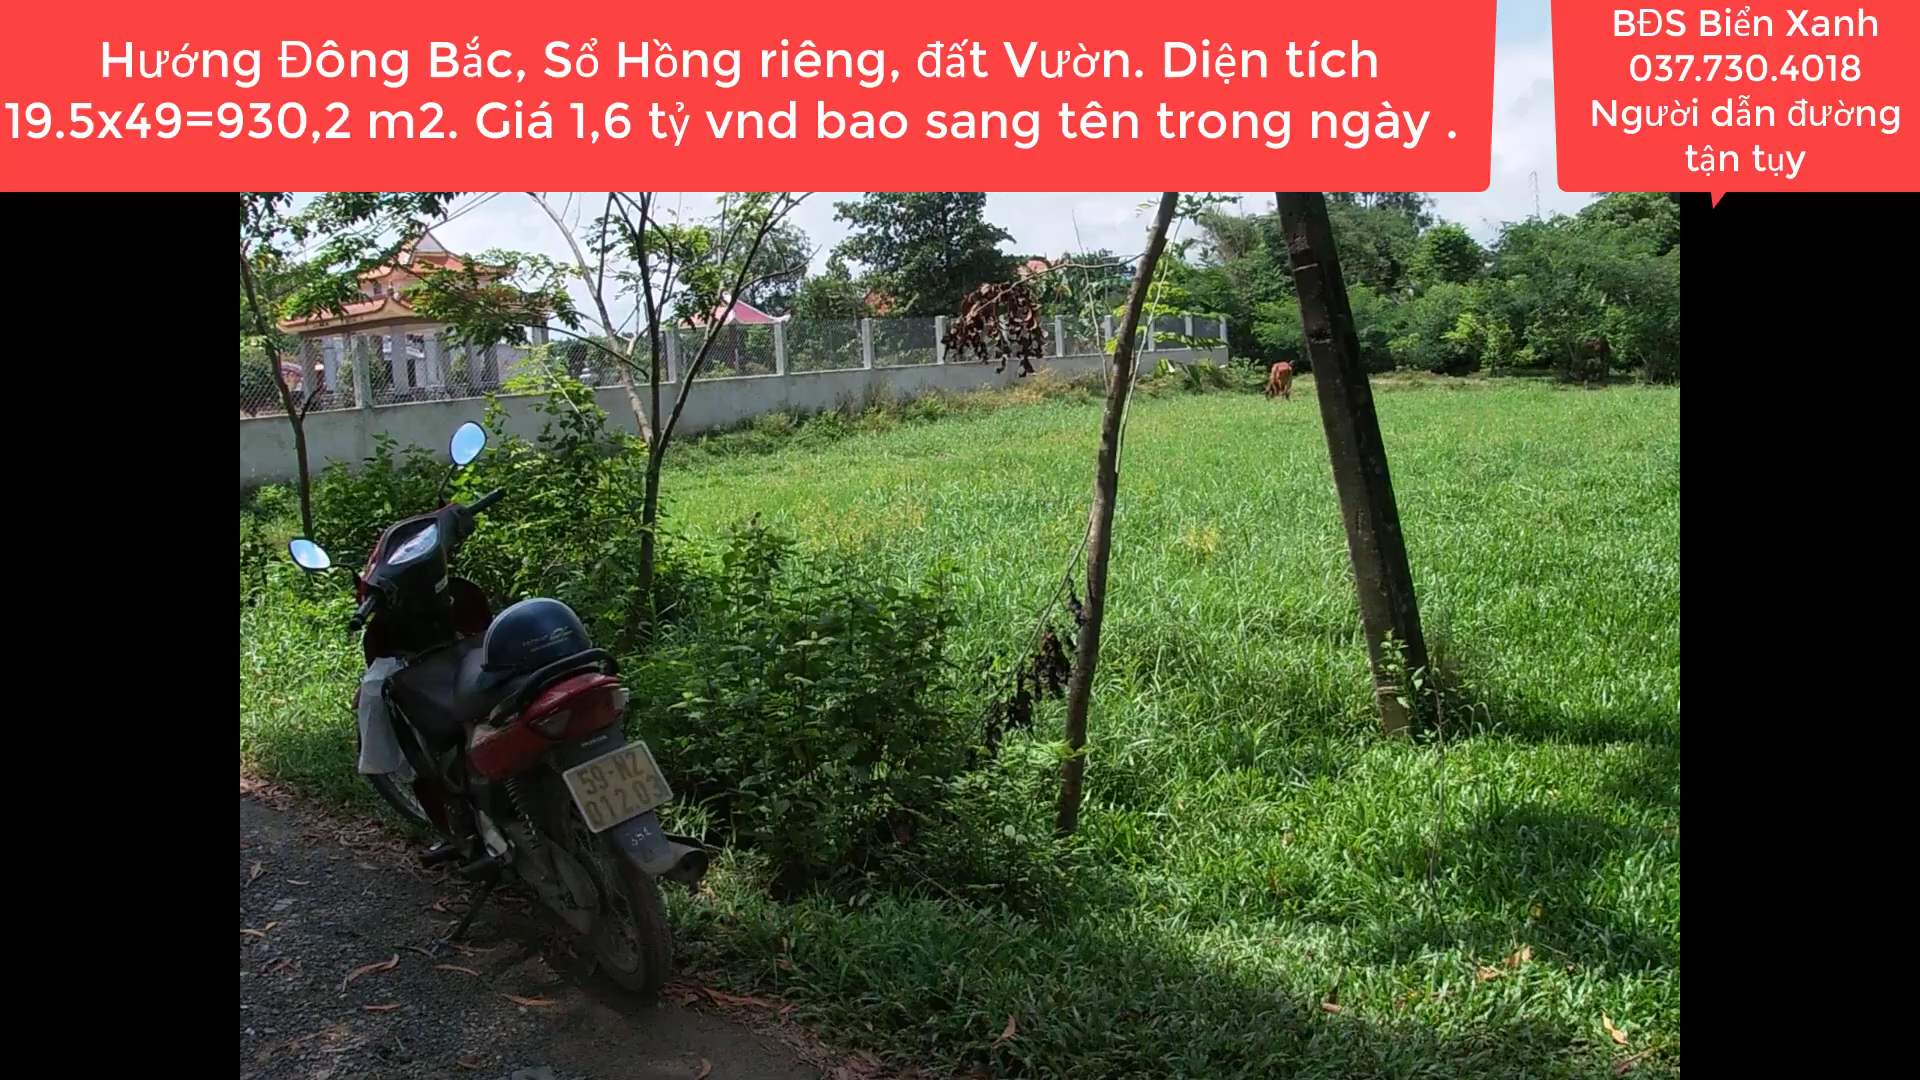 Hướng Đông Bắc, Sổ Hồng riêng, đất Vườn. Diện tích
19.5x49=930,2 m2. Giá 1,6 tỷ vnd bao sang tên trong ngày .
BĐS Biển Xanh
037.730.4018
Người dẫn đường
tận tụy
59-NZ
012.03